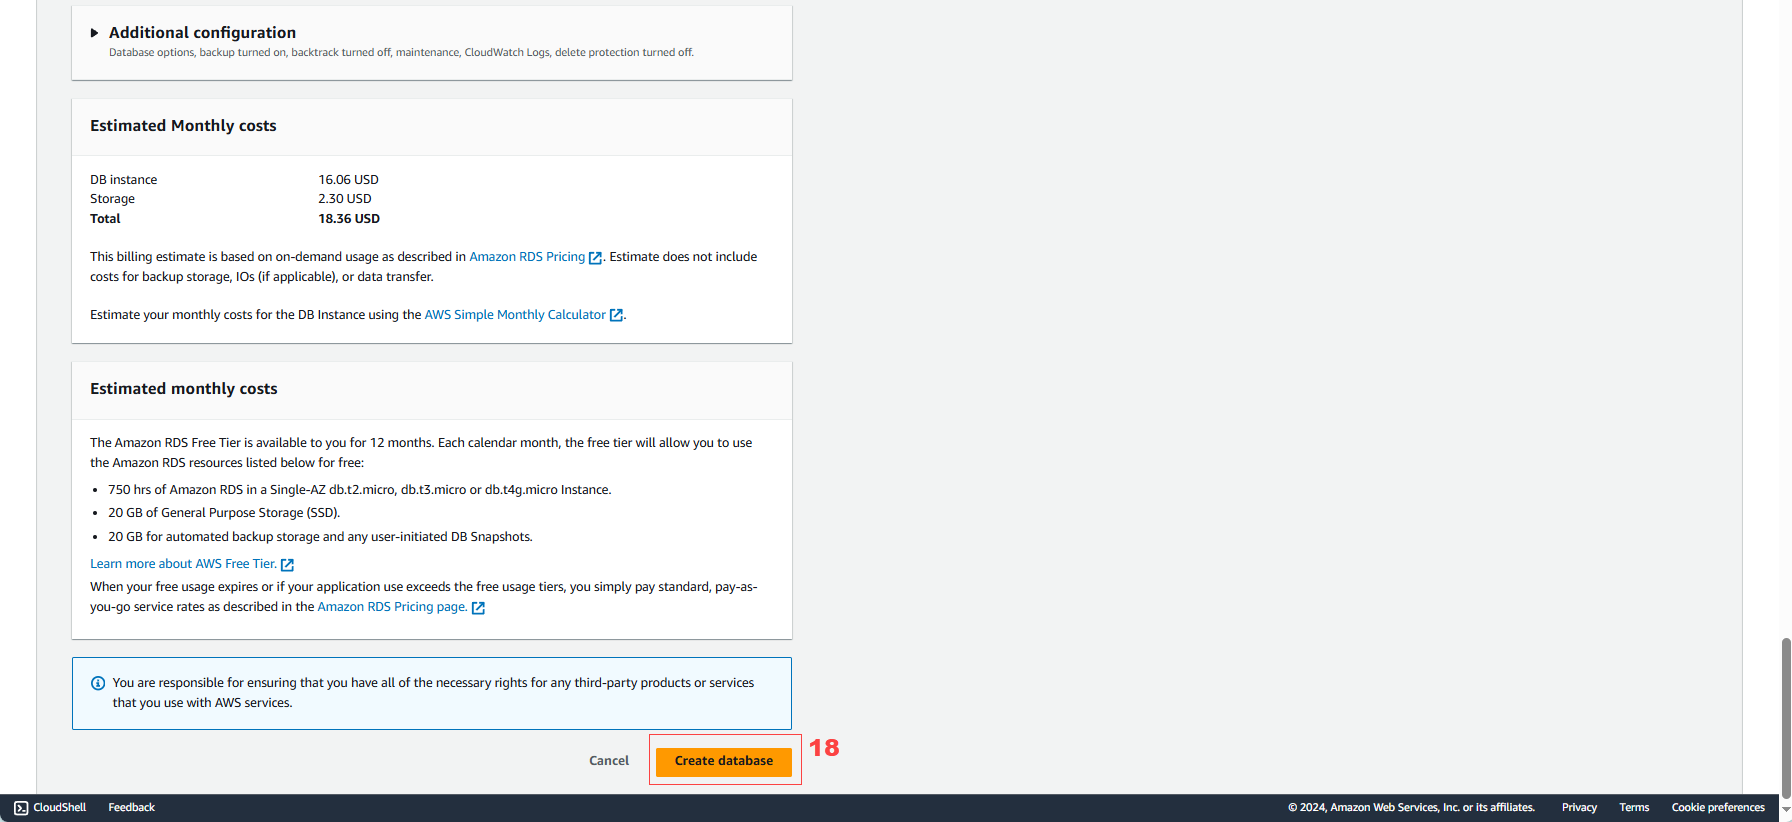 Additional configuration
Database options, backup turned on, backtrack turned off, maintenance, CloudWatch Logs, delete protection turned off.
Estimated Monthly costs
DB instance 16.06 USD
Storage 2.30 USD
Total 18.36 USD
This billing estimate is based on on-demand usage as described in Amazon RDS Pricing. Estimate does not include
costs for backup storage, IOs (if applicable), or data transfer.
Estimate your monthly costs for the DB Instance using the AWS Simple Monthly Calculator.
Estimated monthly costs
The Amazon RDS Free Tier is available to you for 12 months. Each calendar month, the free tier will allow you to use
the Amazon RDS resources listed below for free:
• 750 hrs of Amazon RDS in a Single-AZ db.t2.micro, db.t3.micro or db.t4g.micro Instance.
• 20 GB of General Purpose Storage (SSD).
• 20 GB for automated backup storage and any user-initiated DB Snapshots.
Learn more about AWS Free Tier.
When your free usage expires or if your application use exceeds the free usage tiers, you simply pay standard, pay-as-
you-go service rates as described in the Amazon RDS Pricing page.
You are responsible for ensuring that you have all of the necessary rights for any third-party products or services
that you use with AWS services.
Cancel Create database 18
CloudShell Feedback © 2024, Amazon Web Services, Inc. or its affiliates. Privacy Terms Cookie preferences